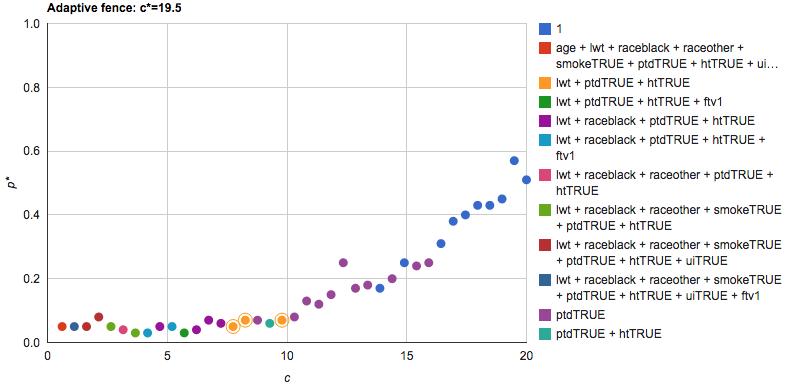 Adaptive fence: c*=19.5
1.0
0.8
0.6
0.4
0.2
0.0
p*
0
5
10
15
20
c
1
age + lwt + raceblack + raceother +
smokeTRUE + ptdTRUE + htTRUE + ui…
lwt + ptdTRUE + htTRUE
lwt + ptdTRUE + htTRUE + ftv1
lwt + raceblack + ptdTRUE + htTRUE
lwt + raceblack + ptdTRUE + htTRUE +
ftv1
lwt + raceblack + raceother + ptdTRUE +
htTRUE
lwt + raceblack + raceother + smokeTRUE
+ ptdTRUE + htTRUE
lwt + raceblack + raceother + smokeTRUE
+ ptdTRUE + htTRUE + uiTRUE
lwt + raceblack + raceother + smokeTRUE
+ ptdTRUE + htTRUE + uiTRUE + ftv1
ptdTRUE
ptdTRUE + htTRUE